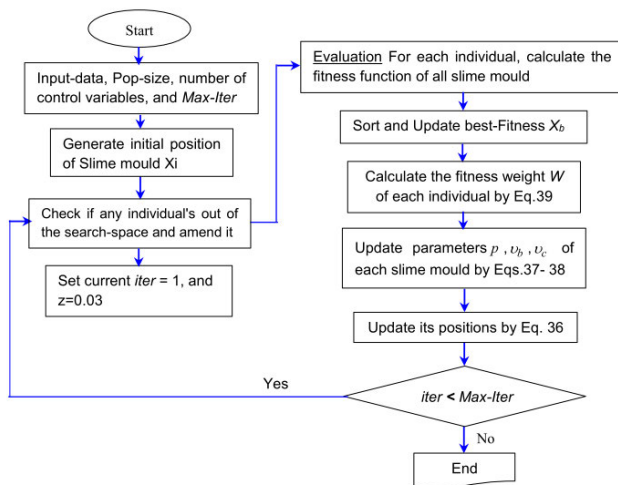 Start
Input-data, Pop-size, number of
control variables, and Max-Iter
Generate initial position
of Slime mould Xi
Check if any individual's out of
the search-space and amend it
Set current iter = 1, and
z=0.03
Evaluation For each individual, calculate the
fitness function of all slime mould
Sort and Update best-Fitness Xb
Calculate the fitness weight W
of each individual by Eq.39
Update parameters p , υb , υc of
each slime mould by Eqs.37- 38
Update its positions by Eq. 36
Yes
iter < Max-Iter
No
End